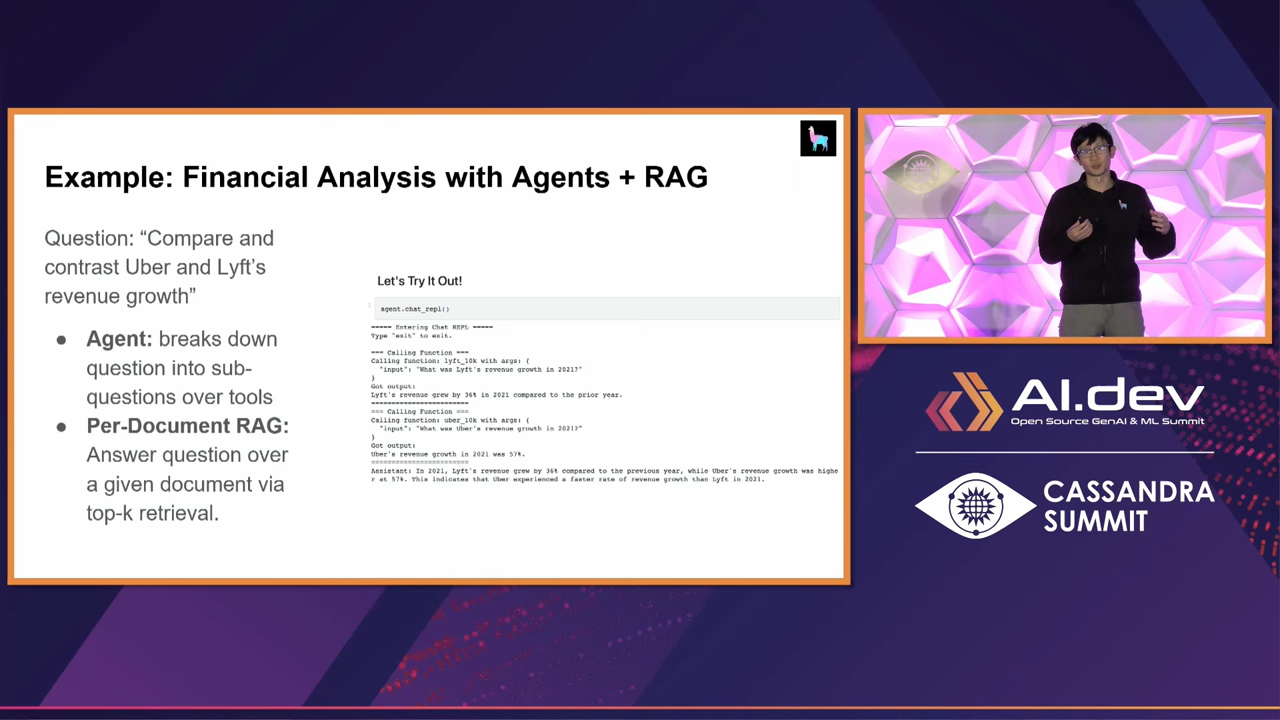 Example: Financial Analysis with Agents + RAG
Question: “Compare and
contrast Uber and Lyft’s
revenue growth”
● Agent: breaks down
question into sub-
questions over tools
● Per-Document RAG:
Answer question over
a given document via
top-k retrieval.
Let's Try It Out!
agent.chat_repl()
===== Entering Chat REPL =====
Type "exit" to exit.
=== Calling Function ===
Calling function: lyft_10k with args: {
"input": "What was Lyft's revenue growth in 2021?"
}
Got output:
Lyft's revenue grew by 36% in 2021 compared to the prior year.
========================
=== Calling Function ===
Calling function: uber_10k with args: {
"input": "What was Uber's revenue growth in 2021?"
}
Got output:
Uber's revenue growth in 2021 was 57%.
========================
Assistant: In 2021, Lyft's revenue grew by 36% compared to the previous year, while Uber's revenue growth was highe
r at 57%. This indicates that Uber experienced a faster rate of revenue growth than Lyft in 2021.
AI.dev
Open Source GenAI & ML Summit
CASSANDRA
SUMMIT